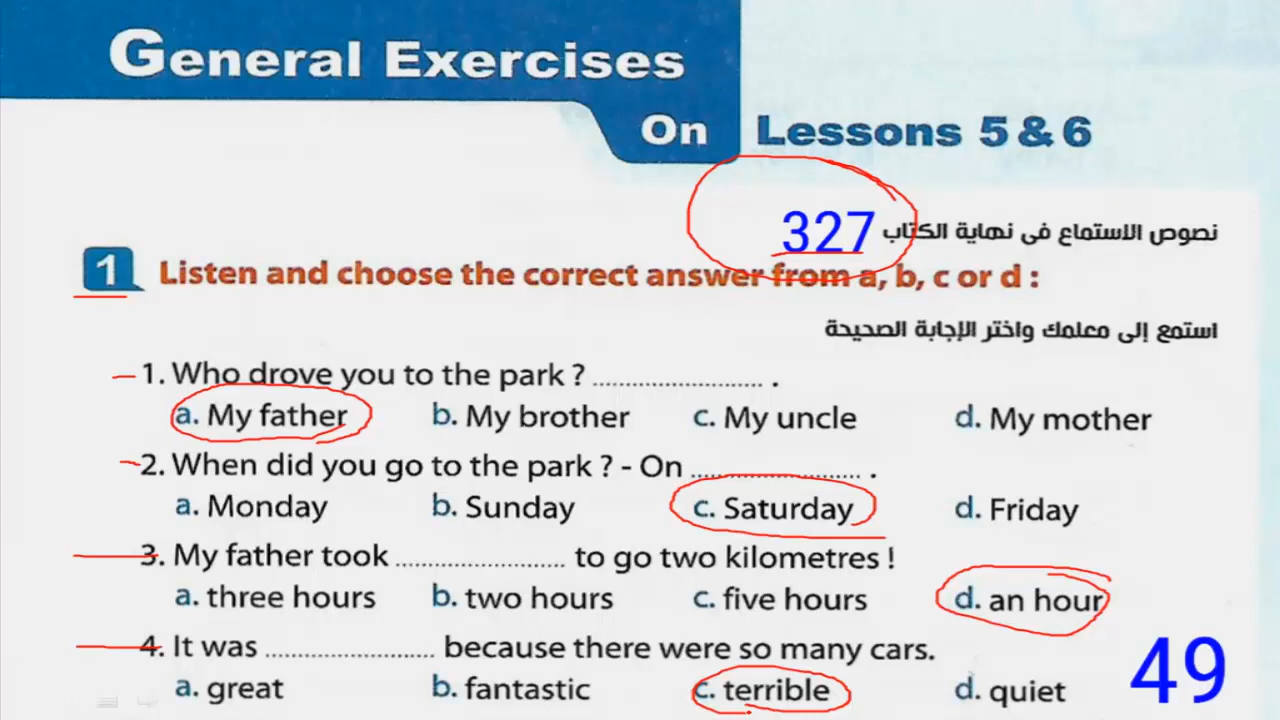 General Exercises
On Lessons 5 & 6
327 نصوص الاستماع فى نهاية الكتاب
1 Listen and choose the correct answer from a, b, c or d :
استمع إلى معلمك واختر الإجابة الصحيحة
1. Who drove you to the park ? ........................ .
a. My father b. My brother c. My uncle d. My mother
2. When did you go to the park ? - On ........................ .
a. Monday b. Sunday c. Saturday d. Friday
3. My father took ........................ to go two kilometres !
a. three hours b. two hours c. five hours d. an hour
4. It was ........................ because there were so many cars.
a. great b. fantastic c. terrible d. quiet
49